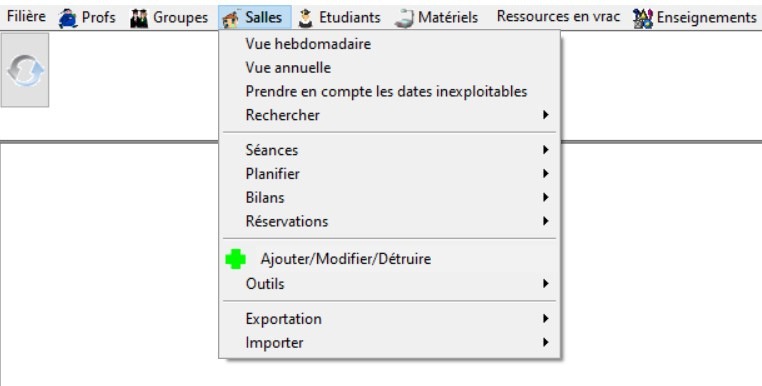 Filière Profs Groupes Salles Etudiants Matériels Ressources en vrac Enseignements
Vue hebdomadaire
Vue annuelle
Prendre en compte les dates inexploitables
Rechercher
Séances
Planifier
Bilans
Réservations
Ajouter/Modifier/Détruire
Outils
Exportation
Importer